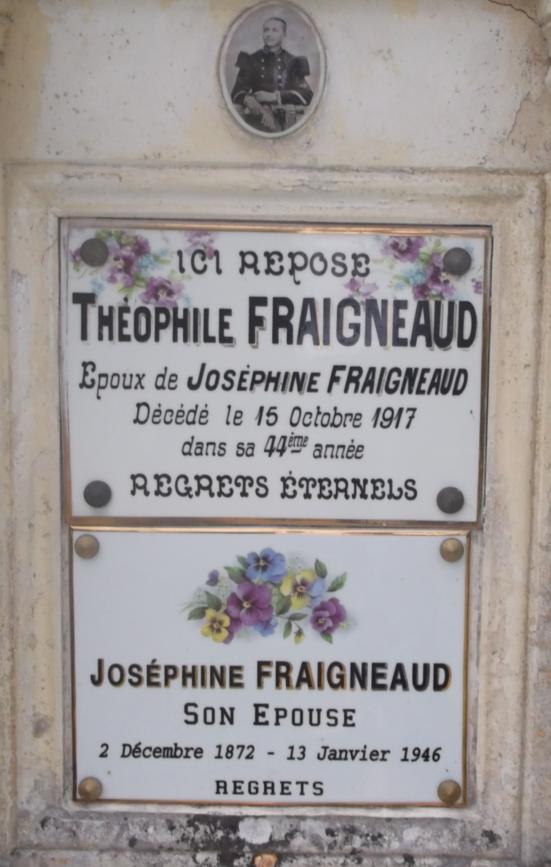 ICI REPOSE
THÉOPHILE FRAIGNEAUD
Epoux de JOSÉPHINE FRAIGNEAUD
Décédé le 15 Octobre 1917
dans sa 44ème année
REGRETS ÉTERNELS
JOSÉPHINE FRAIGNEAUD
SON EPOUSE
2 Décembre 1872 - 13 Janvier 1946
REGRETS